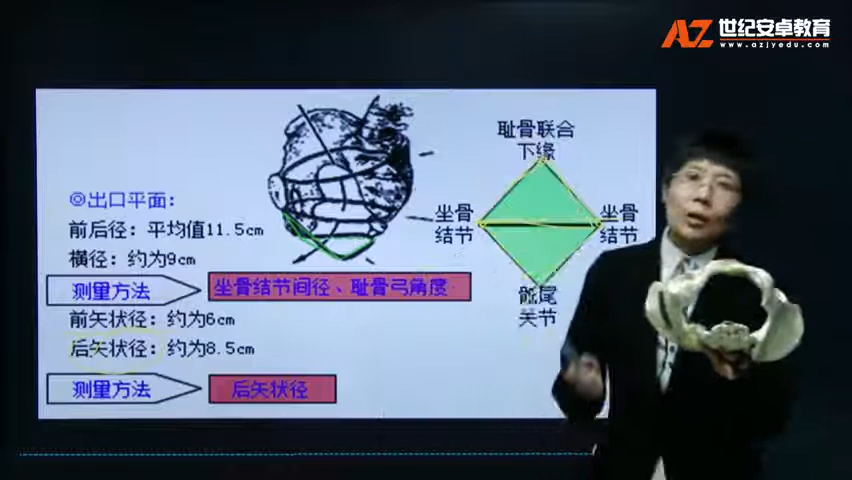 AZ 世纪安卓教育
www.azjyedu.com
耻骨联合
下缘
◎出口平面：
前后径：平均值11.5cm
横径：约为9cm
坐骨
结节
坐骨
结节
测量方法
坐骨结节间径、耻骨弓角度
骶尾
关节
前矢状径：约为6cm
后矢状径：约为8.5cm
测量方法
后矢状径